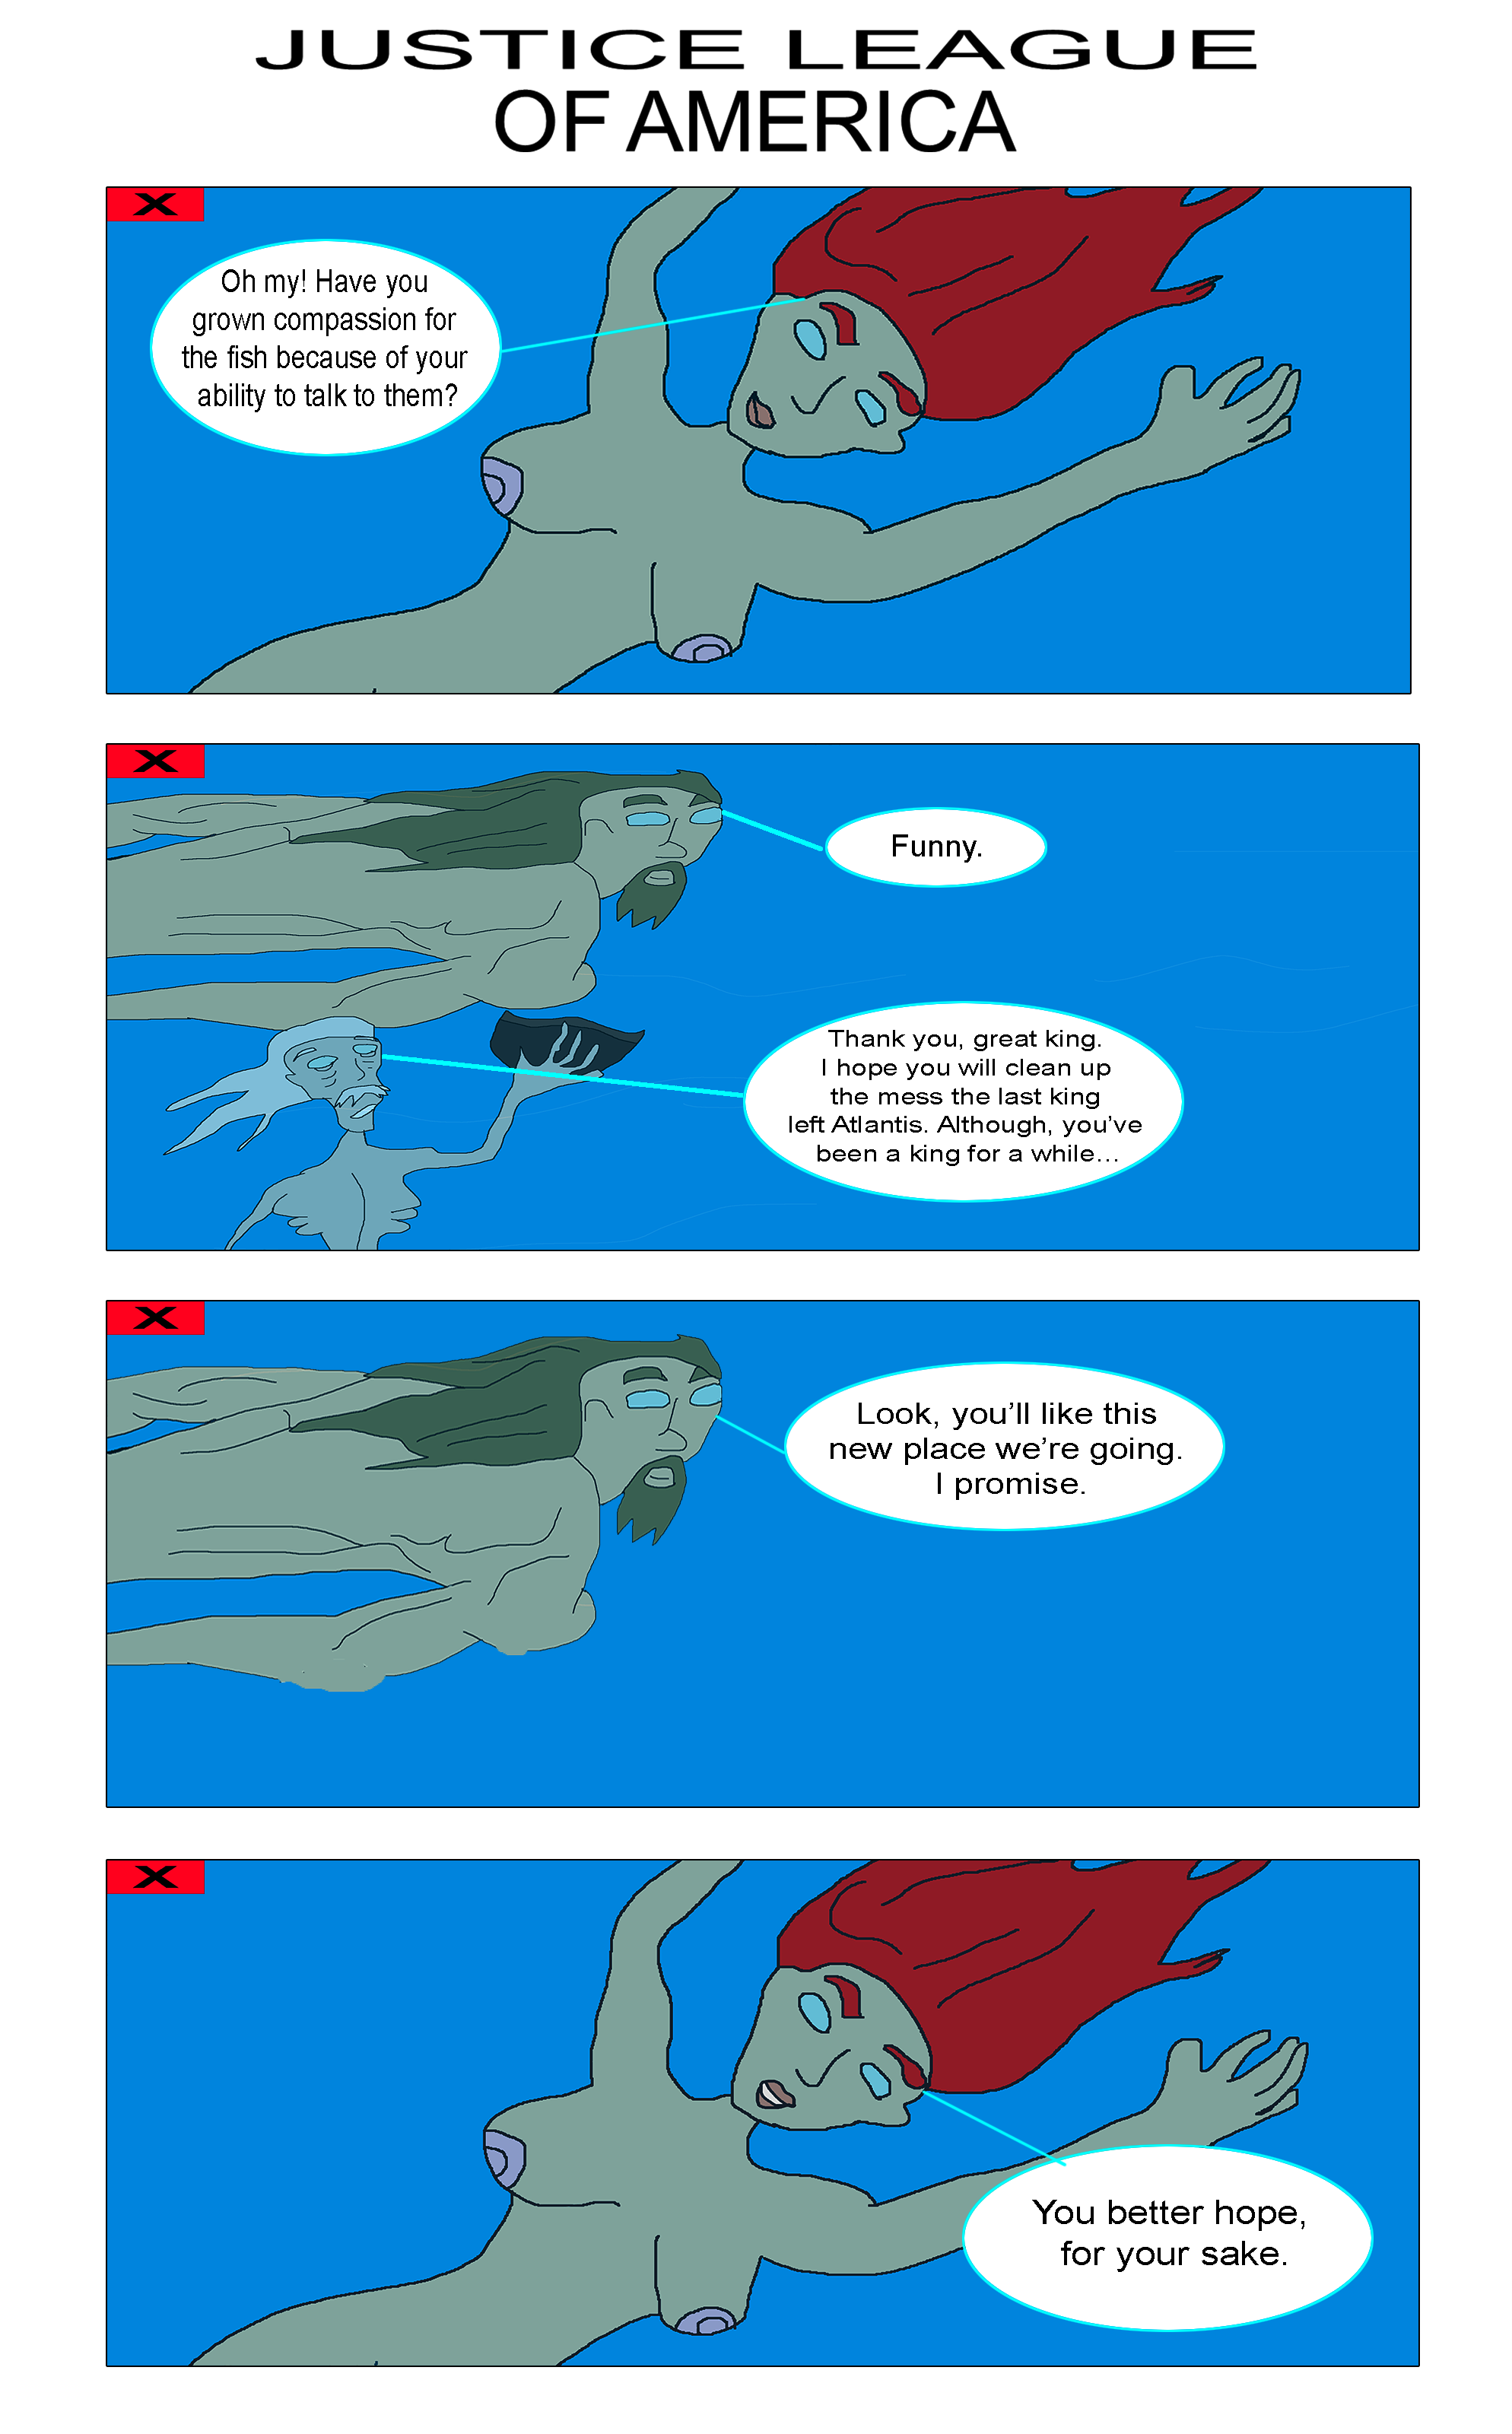 JUSTICE LEAGUE
OF AMERICA
X
Oh my! Have you
grown compassion for
the fish because of your
ability to talk to them?
X
Funny.
Thank you, great king.
I hope you will clean up
the mess the last king
left Atlantis. Although, you've
been a king for a while...
X
Look, you'll like this
new place we're going.
I promise.
X
You better hope,
for your sake.